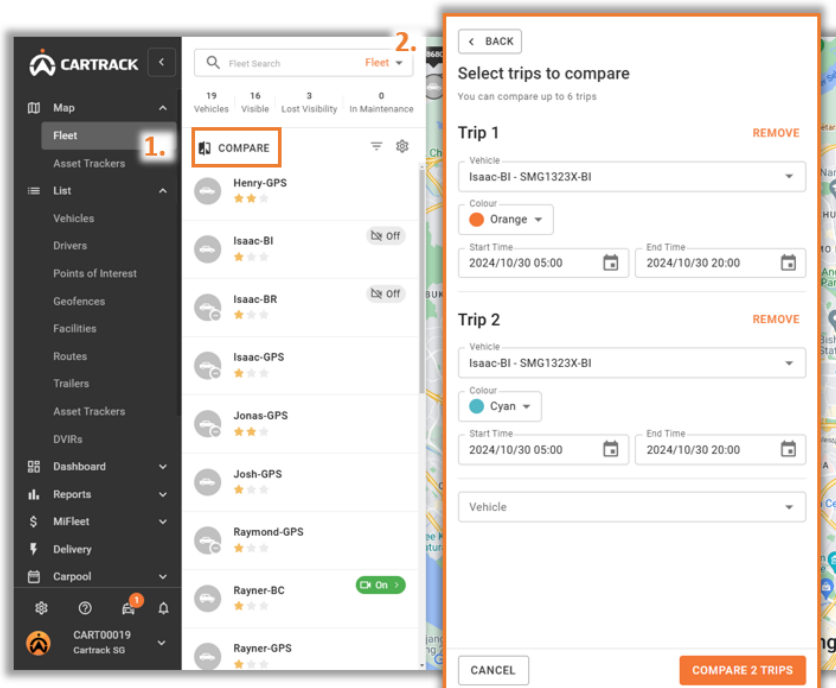 CARTRACK
Map
Fleet
Asset Trackers
List
Vehicles
Drivers
Points of Interest
Geofences
Facilities
Routes
Trailers
Asset Trackers
DVIRs
Dashboard
Reports
MiFleet
Delivery
Carpool
1
CART00019
Cartrack SG
1.
2.
Fleet Search
Fleet
19 16 3 0
Vehicles Visible Lost Visibility In Maintenance
COMPARE
Henry-GPS
Isaac-BI
Off
Isaac-BR
Off
Isaac-GPS
Jonas-GPS
Josh-GPS
Raymond-GPS
Rayner-BC
On
Rayner-GPS
BACK
Select trips to compare
You can compare up to 6 trips
Trip 1
REMOVE
Vehicle
Isaac-BI - SMG1323X-BI
Colour
Orange
Start Time
2024/10/30 05:00
End Time
2024/10/30 20:00
Trip 2
REMOVE
Vehicle
Isaac-BI - SMG1323X-BI
Colour
Cyan
Start Time
2024/10/30 05:00
End Time
2024/10/30 20:00
Vehicle
CANCEL
COMPARE 2 TRIPS